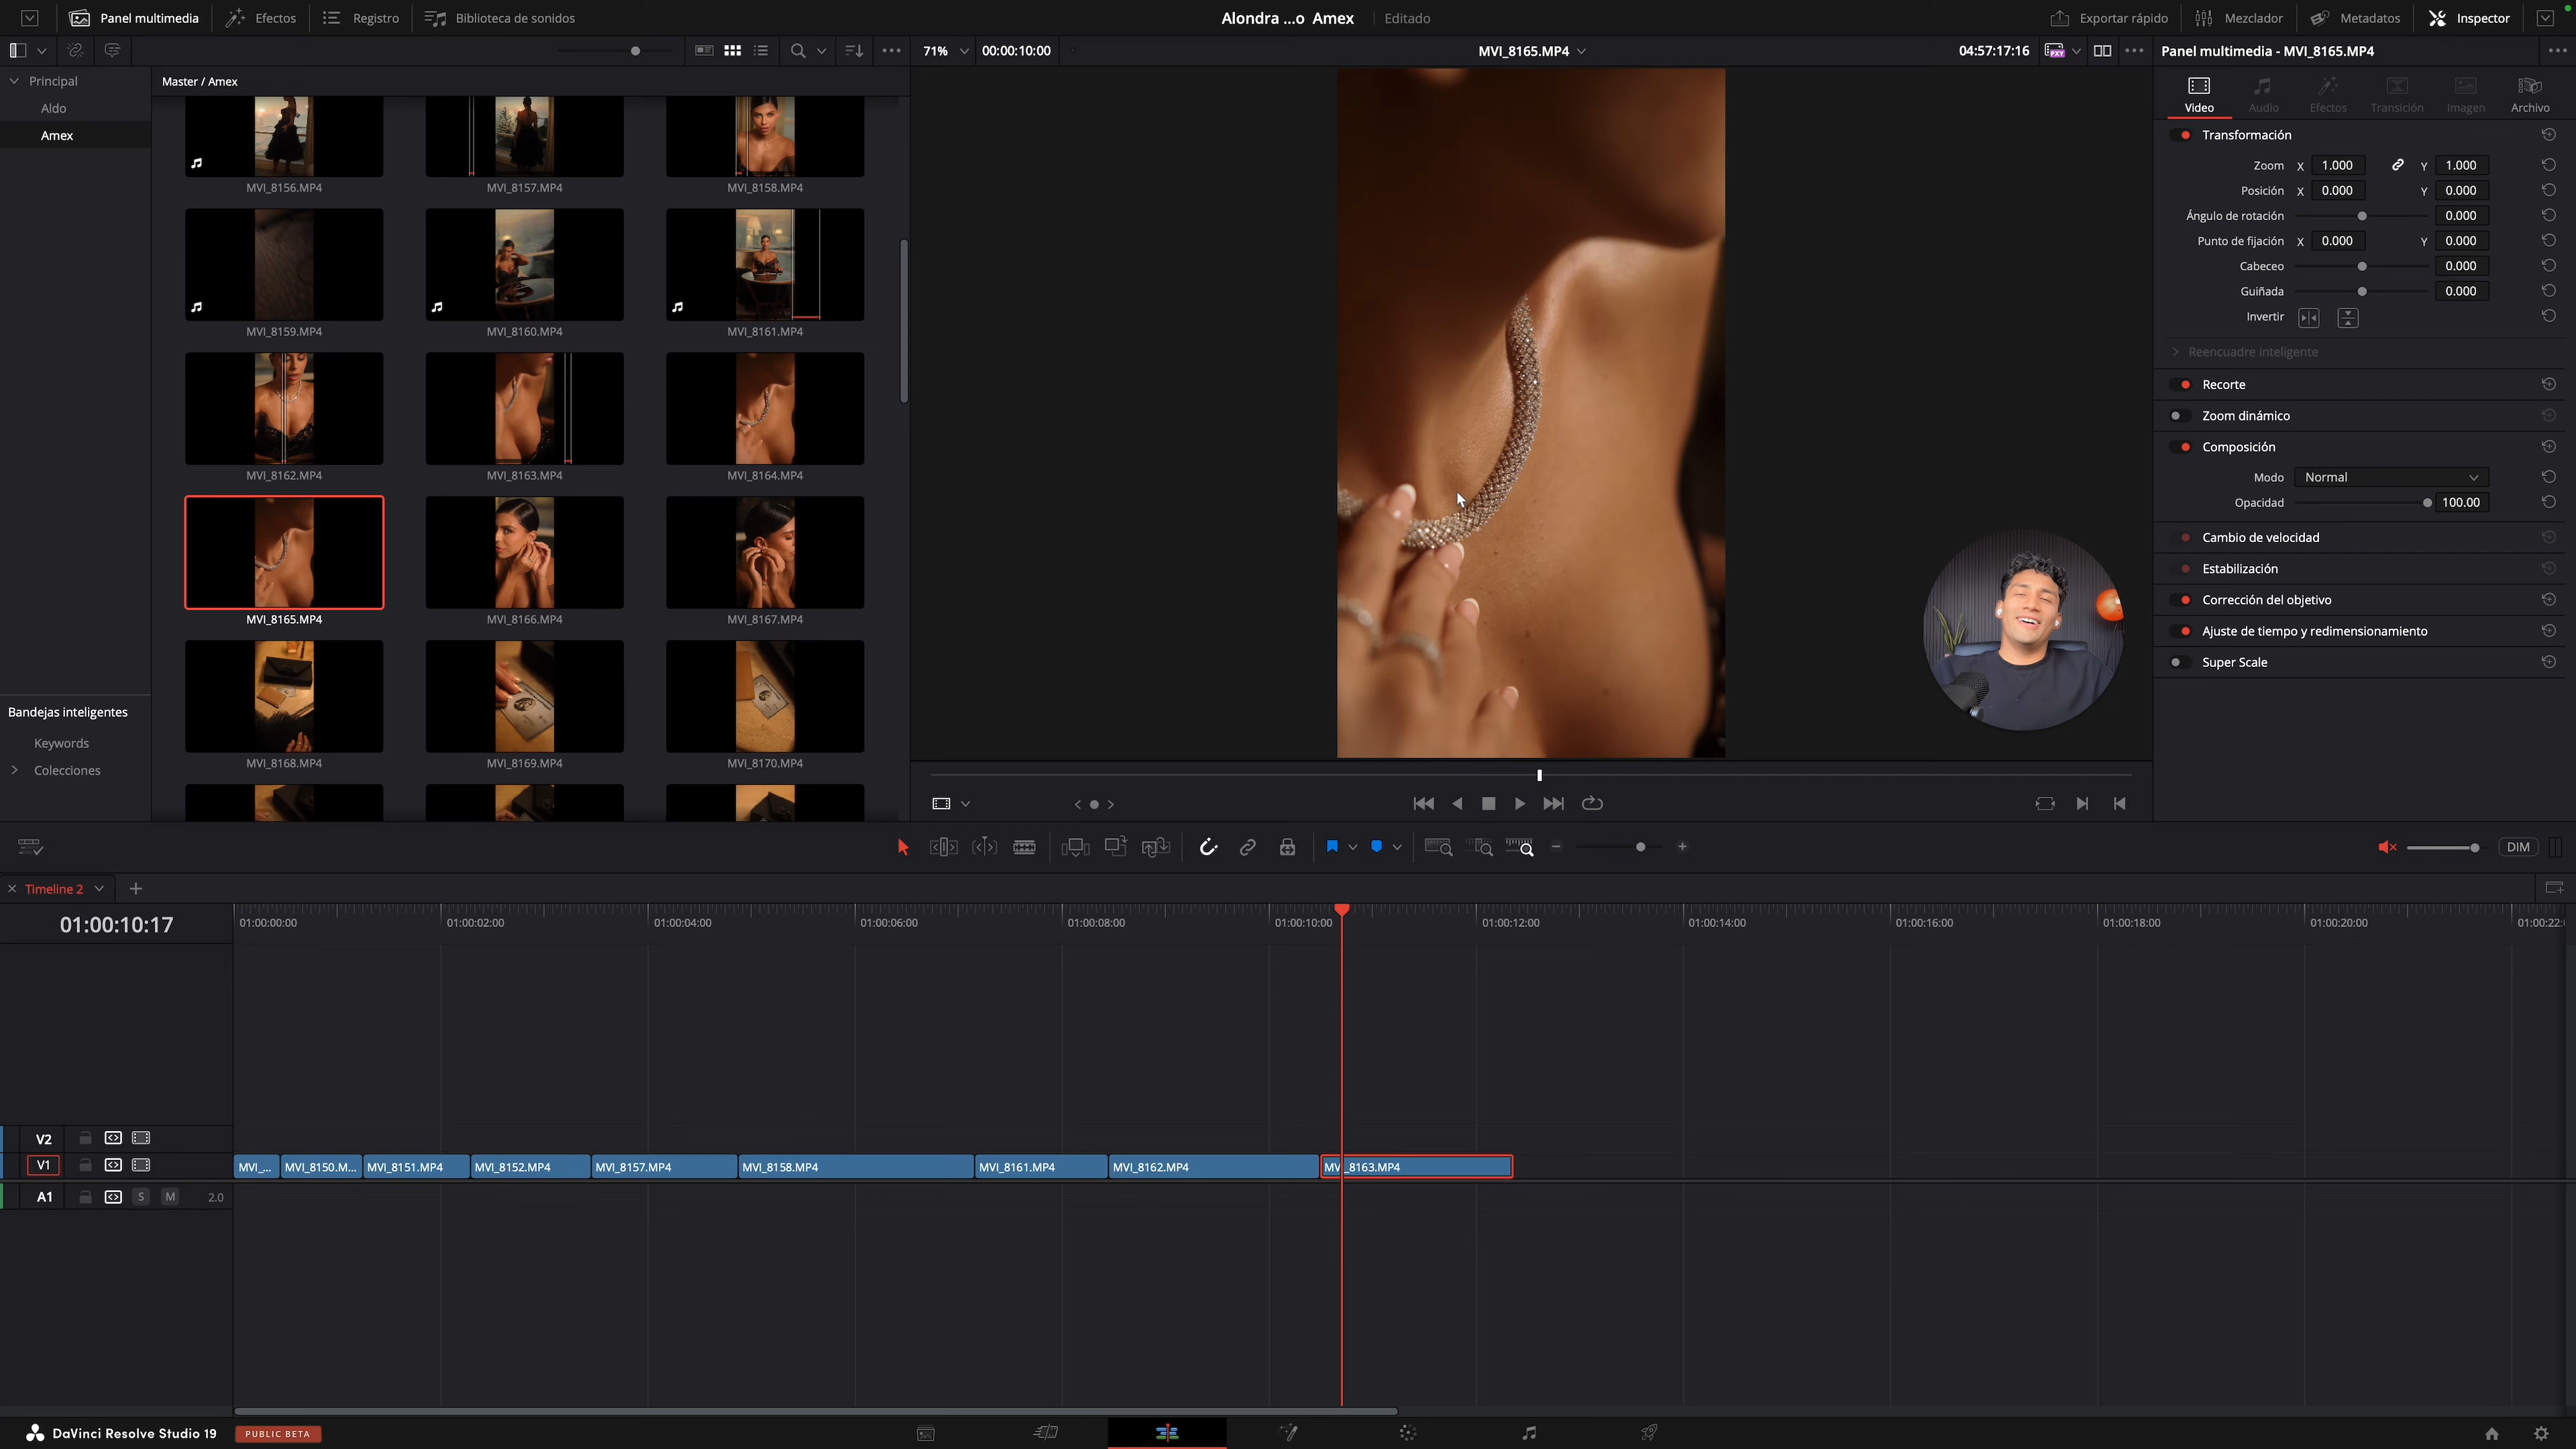 Panel multimedia
Efectos
Registro
Biblioteca de sonidos
Alondra ...o Amex
Editado
Exportar rápido
Mezclador
Metadatos
Inspector
71%
00:00:10:00
MVI_8165.MP4
04:57:17:16
Panel multimedia - MVI_8165.MP4
Principal
Aldo
Amex
Master / Amex
MVI_8156.MP4
MVI_8157.MP4
MVI_8158.MP4
MVI_8159.MP4
MVI_8160.MP4
MVI_8161.MP4
MVI_8162.MP4
MVI_8163.MP4
MVI_8164.MP4
MVI_8165.MP4
MVI_8166.MP4
MVI_8167.MP4
MVI_8168.MP4
MVI_8169.MP4
MVI_8170.MP4
Bandejas inteligentes
Keywords
Colecciones
PXY
Video
Audio
Efectos
Transición
Imagen
Archivo
Transformación
Zoom X 1.000 Y 1.000
Posición X 0.000 Y 0.000
Ángulo de rotación 0.000
Punto de fijación X 0.000 Y 0.000
Cabeceo 0.000
Guiñada 0.000
Invertir
Reencuadre inteligente
Recorte
Zoom dinámico
Composición
Modo Normal
Opacidad 100.00
Cambio de velocidad
Estabilización
Corrección del objetivo
Ajuste de tiempo y redimensionamiento
Super Scale
DIM
Timeline 2
01:00:10:17
01:00:00:00
01:00:02:00
01:00:04:00
01:00:06:00
01:00:08:00
01:00:10:00
01:00:12:00
01:00:14:00
01:00:16:00
01:00:18:00
01:00:20:00
01:00:22:
V2
V1
MVI_...
MVI_8150.M...
MVI_8151.MP4
MVI_8152.MP4
MVI_8157.MP4
MVI_8158.MP4
MVI_8161.MP4
MVI_8162.MP4
MVI_8163.MP4
A1
S
M
2.0
DaVinci Resolve Studio 19
PUBLIC BETA